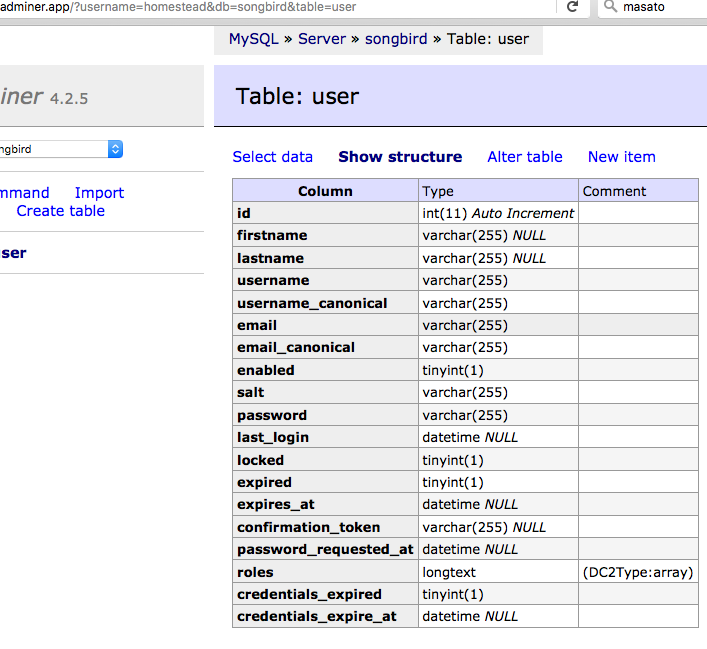 adminer.app/?username=homestead&db=songbird&table=user
masato
MySQL » Server » songbird » Table: user
iner 4.2.5
Table: user
ngbird
Select data Show structure Alter table New item
mmand Import
Create table
ser
Column Type Comment
id int(11) Auto Increment
firstname varchar(255) NULL
lastname varchar(255) NULL
username varchar(255)
username_canonical varchar(255)
email varchar(255)
email_canonical varchar(255)
enabled tinyint(1)
salt varchar(255)
password varchar(255)
last_login datetime NULL
locked tinyint(1)
expired tinyint(1)
expires_at datetime NULL
confirmation_token varchar(255) NULL
password_requested_at datetime NULL
roles longtext (DC2Type:array)
credentials_expired tinyint(1)
credentials_expire_at datetime NULL